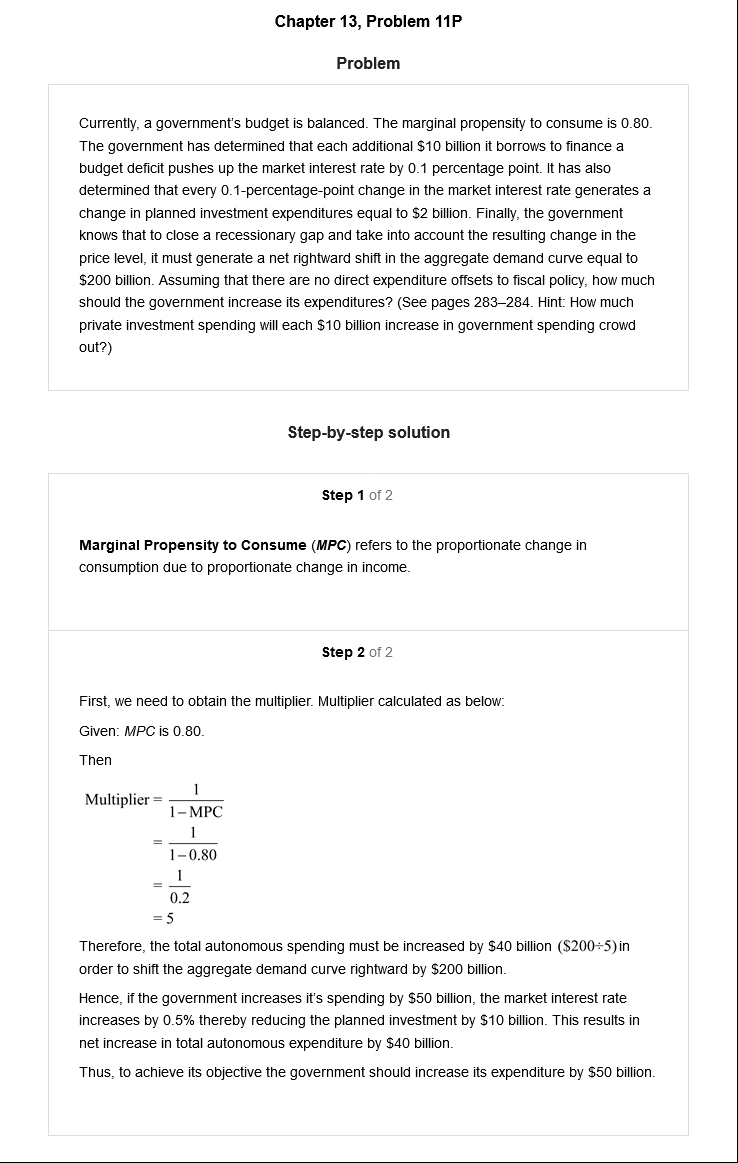 Chapter 13, Problem 11P
Problem
Currently, a government's budget is balanced. The marginal propensity to consume is 0.80.
The government has determined that each additional $10 billion it borrows to finance a
budget deficit pushes up the market interest rate by 0.1 percentage point. It has also
determined that every 0.1-percentage-point change in the market interest rate generates a
change in planned investment expenditures equal to $2 billion. Finally, the government
knows that to close a recessionary gap and take into account the resulting change in the
price level, it must generate a net rightward shift in the aggregate demand curve equal to
$200 billion. Assuming that there are no direct expenditure offsets to fiscal policy, how much
should the government increase its expenditures? (See pages 283–284. Hint: How much
private investment spending will each $10 billion increase in government spending crowd
out?)
Step-by-step solution
Step 1 of 2
Marginal Propensity to Consume (MPC) refers to the proportionate change in
consumption due to proportionate change in income.
Step 2 of 2
First, we need to obtain the multiplier. Multiplier calculated as below:
Given: MPC is 0.80.
Then
Multiplier = 1 / (1 − MPC)
= 1 / (1 − 0.80)
= 1 / 0.2
= 5
Therefore, the total autonomous spending must be increased by $40 billion ($200÷5) in
order to shift the aggregate demand curve rightward by $200 billion.
Hence, if the government increases it's spending by $50 billion, the market interest rate
increases by 0.5% thereby reducing the planned investment by $10 billion. This results in
net increase in total autonomous expenditure by $40 billion.
Thus, to achieve its objective the government should increase its expenditure by $50 billion.